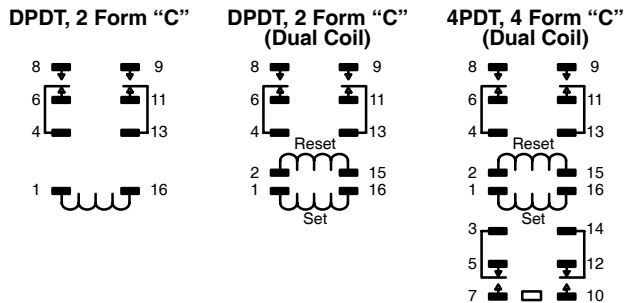 DPDT, 2 Form “C”
8 9
6 11
4 13
1 16
DPDT, 2 Form “C”
(Dual Coil)
8 9
6 11
4 13
Reset
2 15
1 16
Set
4PDT, 4 Form “C”
(Dual Coil)
8 9
6 11
4 13
Reset
2 15
1 16
Set
3 14
5 12
7 10